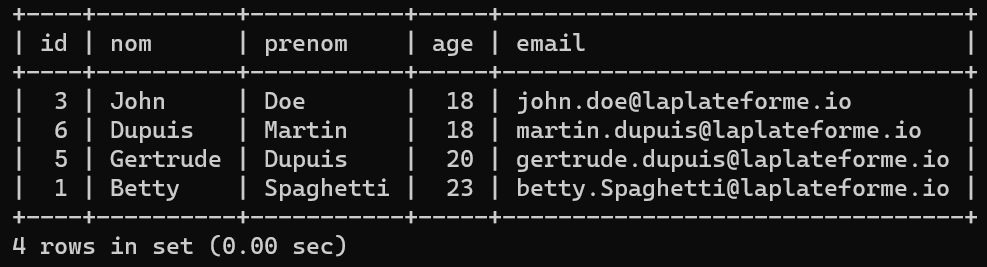 +----+----------+-----------+-----+---------------------------------+
| id | nom      | prenom    | age | email                           |
+----+----------+-----------+-----+---------------------------------+
|  3 | John     | Doe       |  18 | john.doe@laplateforme.io        |
|  6 | Dupuis   | Martin    |  18 | martin.dupuis@laplateforme.io   |
|  5 | Gertrude | Dupuis    |  20 | gertrude.dupuis@laplateforme.io |
|  1 | Betty    | Spaghetti |  23 | betty.Spaghetti@laplateforme.io |
+----+----------+-----------+-----+---------------------------------+
4 rows in set (0.00 sec)